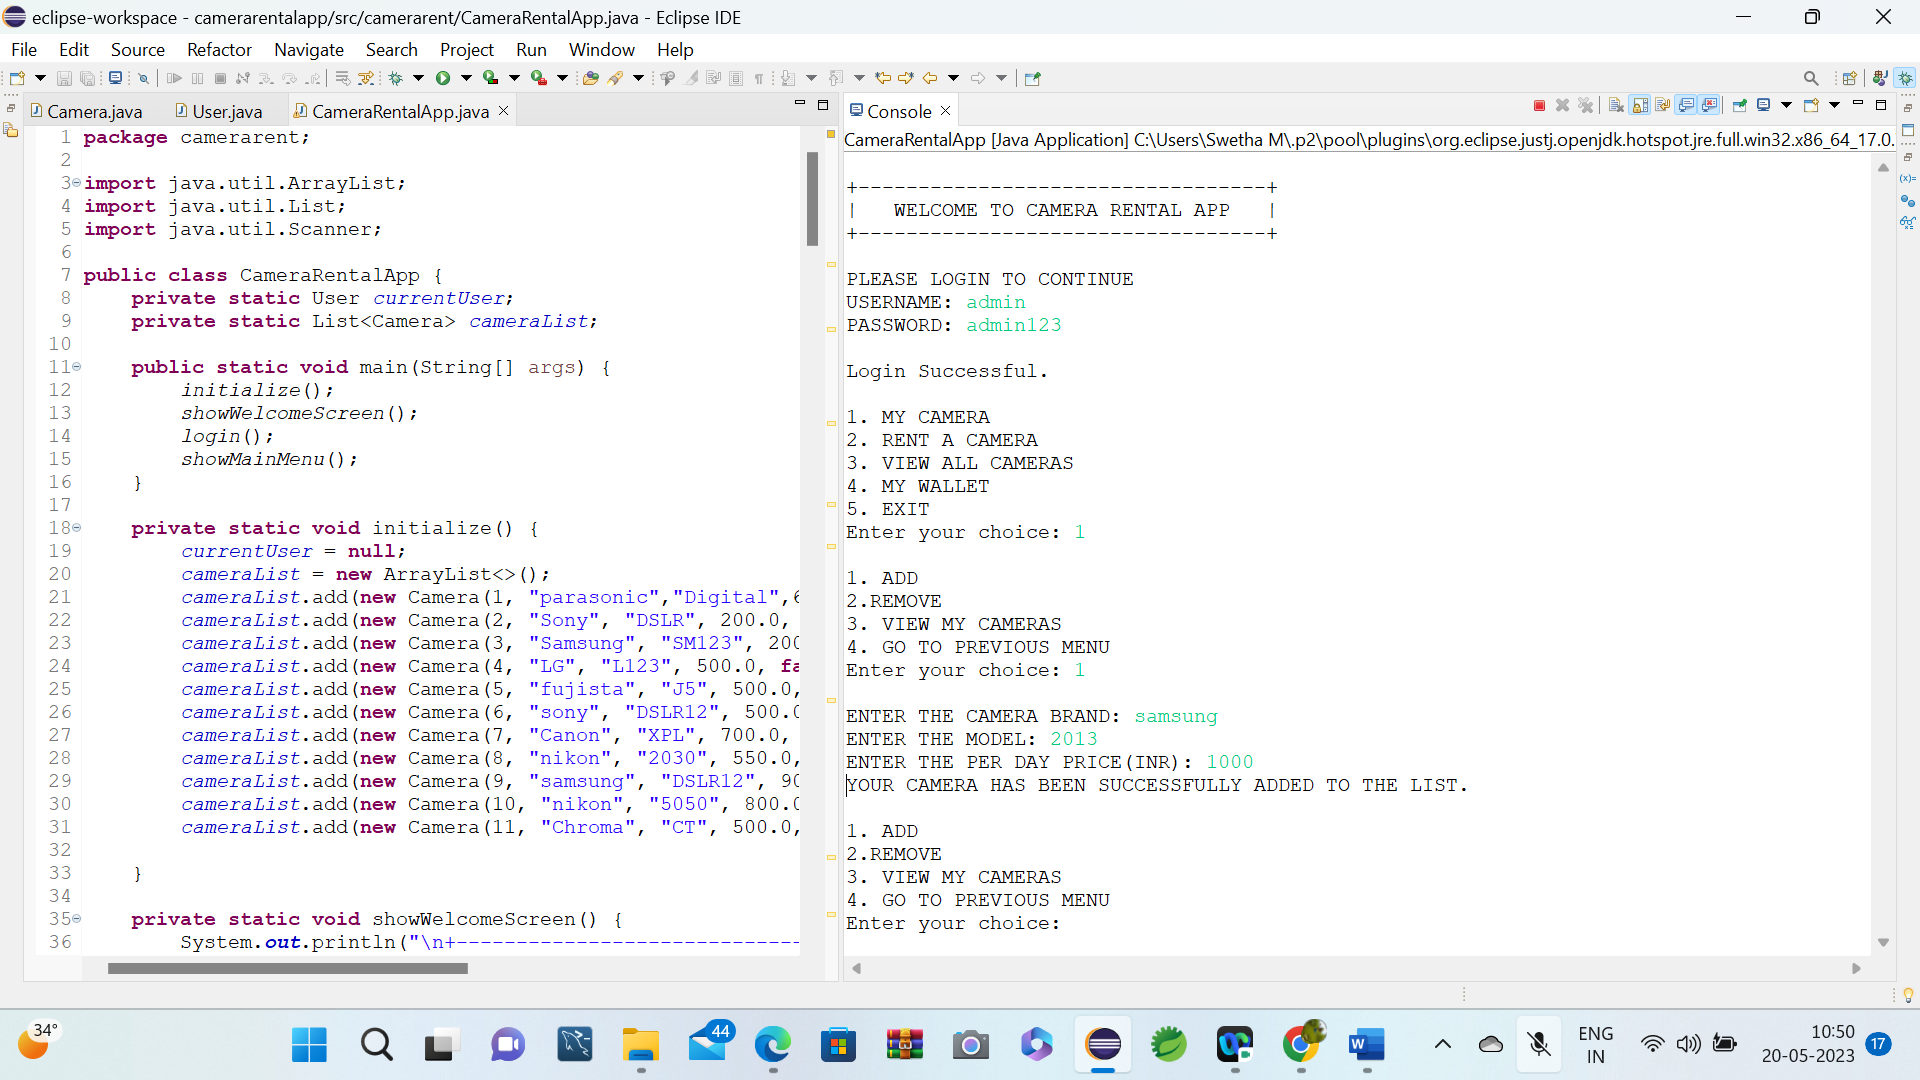 eclipse-workspace - camerarentalapp/src/camerarent/CameraRentalApp.java - Eclipse IDE
File Edit Source Refactor Navigate Search Project Run Window Help
Camera.java User.java CameraRentalApp.java
1 package camerarent;
2
3 import java.util.ArrayList;
4 import java.util.List;
5 import java.util.Scanner;
6
7 public class CameraRentalApp {
8 private static User currentUser;
9 private static List<Camera> cameraList;
10
11 public static void main(String[] args) {
12 initialize();
13 showWelcomeScreen();
14 login();
15 showMainMenu();
16 }
17
18 private static void initialize() {
19 currentUser = null;
20 cameraList = new ArrayList<>();
21 cameraList.add(new Camera(1, "parasonic","Digital",6
22 cameraList.add(new Camera(2, "Sony", "DSLR", 200.0,
23 cameraList.add(new Camera(3, "Samsung", "SM123", 200
24 cameraList.add(new Camera(4, "LG", "L123", 500.0, fa
25 cameraList.add(new Camera(5, "fujista", "J5", 500.0,
26 cameraList.add(new Camera(6, "sony", "DSLR12", 500.0
27 cameraList.add(new Camera(7, "Canon", "XPL", 700.0,
28 cameraList.add(new Camera(8, "nikon", "2030", 550.0,
29 cameraList.add(new Camera(9, "samsung", "DSLR12", 90
30 cameraList.add(new Camera(10, "nikon", "5050", 800.0
31 cameraList.add(new Camera(11, "Chroma", "CT", 500.0,
32
33 }
34
35 private static void showWelcomeScreen() {
36 System.out.println("\n+-----------------------------
Console
CameraRentalApp [Java Application] C:\Users\Swetha M\.p2\pool\plugins\org.eclipse.justj.openjdk.hotspot.jre.full.win32.x86_64_17.0.
+----------------------------------+
| WELCOME TO CAMERA RENTAL APP |
+----------------------------------+
PLEASE LOGIN TO CONTINUE
USERNAME: admin
PASSWORD: admin123
Login Successful.
1. MY CAMERA
2. RENT A CAMERA
3. VIEW ALL CAMERAS
4. MY WALLET
5. EXIT
Enter your choice: 1
1. ADD
2.REMOVE
3. VIEW MY CAMERAS
4. GO TO PREVIOUS MENU
Enter your choice: 1
ENTER THE CAMERA BRAND: samsung
ENTER THE MODEL: 2013
ENTER THE PER DAY PRICE(INR): 1000
YOUR CAMERA HAS BEEN SUCCESSFULLY ADDED TO THE LIST.
1. ADD
2.REMOVE
3. VIEW MY CAMERAS
4. GO TO PREVIOUS MENU
Enter your choice:
34°
44
ENG
IN
10:50
20-05-2023
17